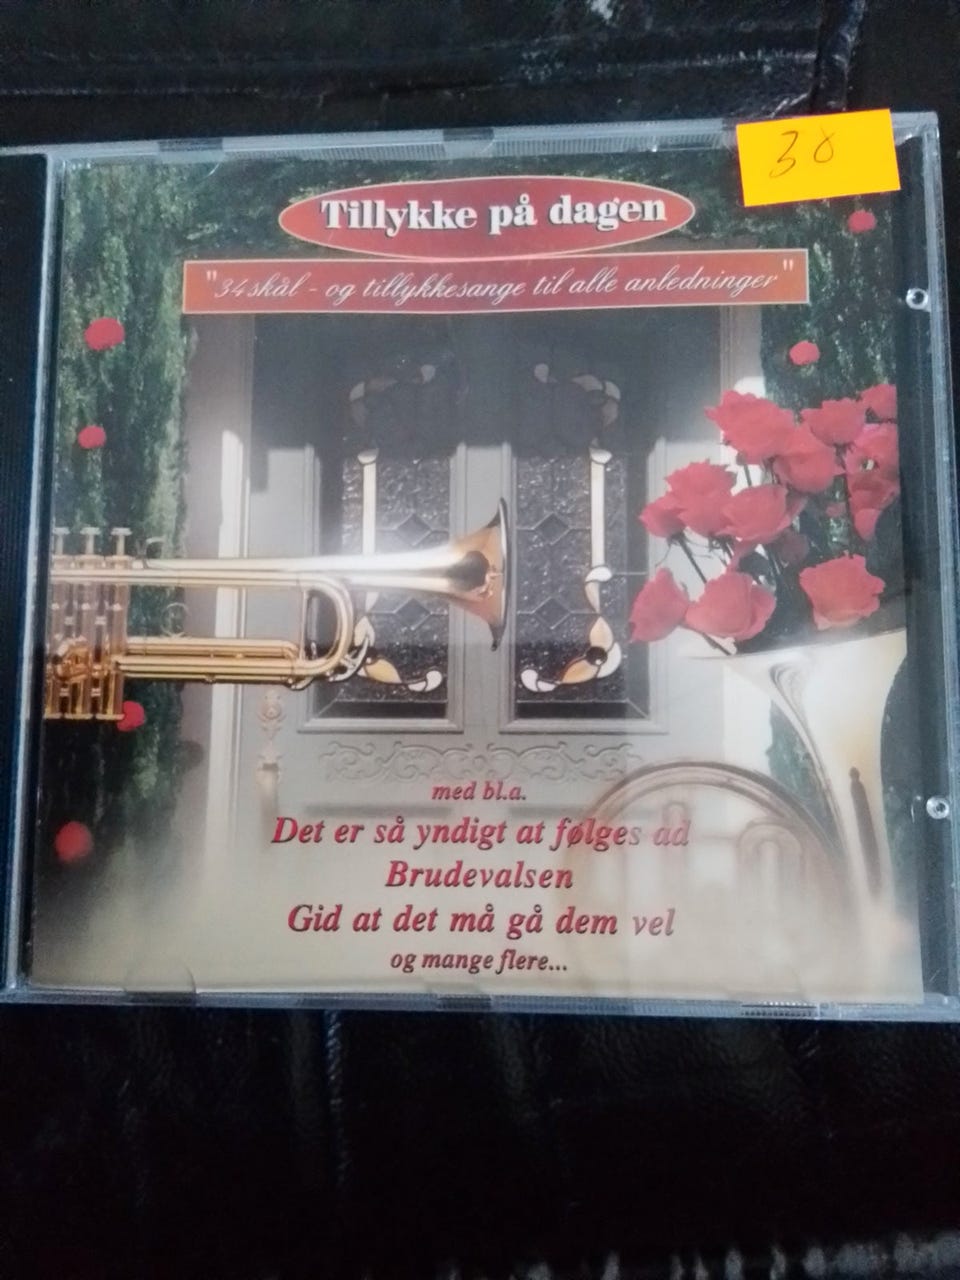 30
Tillykke på dagen
"34 skål - og tillykkesange til alle anledninger"
med bl.a.
Det er så yndigt at følges ad
Brudevalsen
Gid at det må gå dem vel
og mange flere...